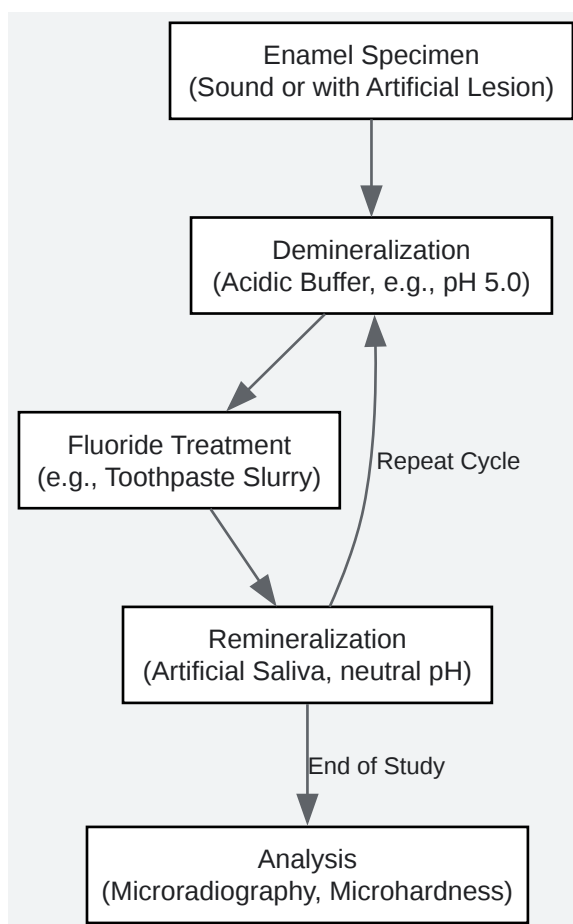 Enamel Specimen
(Sound or with Artificial Lesion)
Demineralization
(Acidic Buffer, e.g., pH 5.0)
Fluoride Treatment
(e.g., Toothpaste Slurry)
Repeat Cycle
Remineralization
(Artificial Saliva, neutral pH)
End of Study
Analysis
(Microradiography, Microhardness)